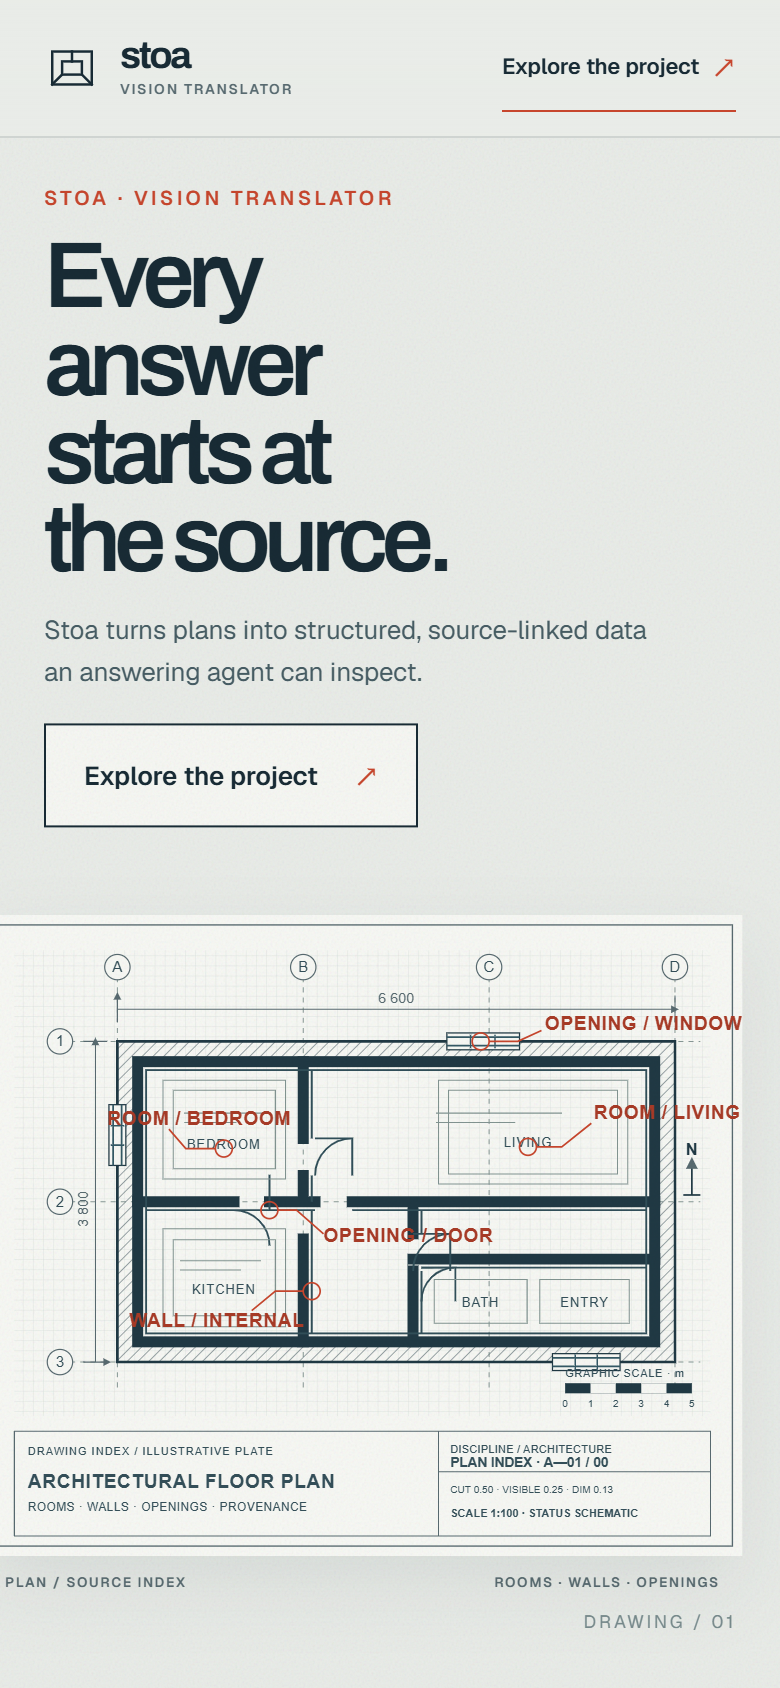 stoa
VISION TRANSLATOR
Explore the project ↗
STOA · VISION TRANSLATOR
Every
answer
starts at
the source.
Stoa turns plans into structured, source-linked data
an answering agent can inspect.
Explore the project ↗
A B C D
6 600
OPENING / WINDOW
1
ROOM / BEDROOM
ROOM / LIVING
BEDROOM
LIVING
N
2
3 800
OPENING / DOOR
KITCHEN
BATH
ENTRY
WALL / INTERNAL
3
GRAPHIC SCALE · m
0 1 2 3 4 5
DRAWING INDEX / ILLUSTRATIVE PLATE
ARCHITECTURAL FLOOR PLAN
ROOMS · WALLS · OPENINGS · PROVENANCE
DISCIPLINE / ARCHITECTURE
PLAN INDEX · A—01 / 00
CUT 0.50 · VISIBLE 0.25 · DIM 0.13
SCALE 1:100 · STATUS SCHEMATIC
PLAN / SOURCE INDEX
ROOMS · WALLS · OPENINGS
DRAWING / 01